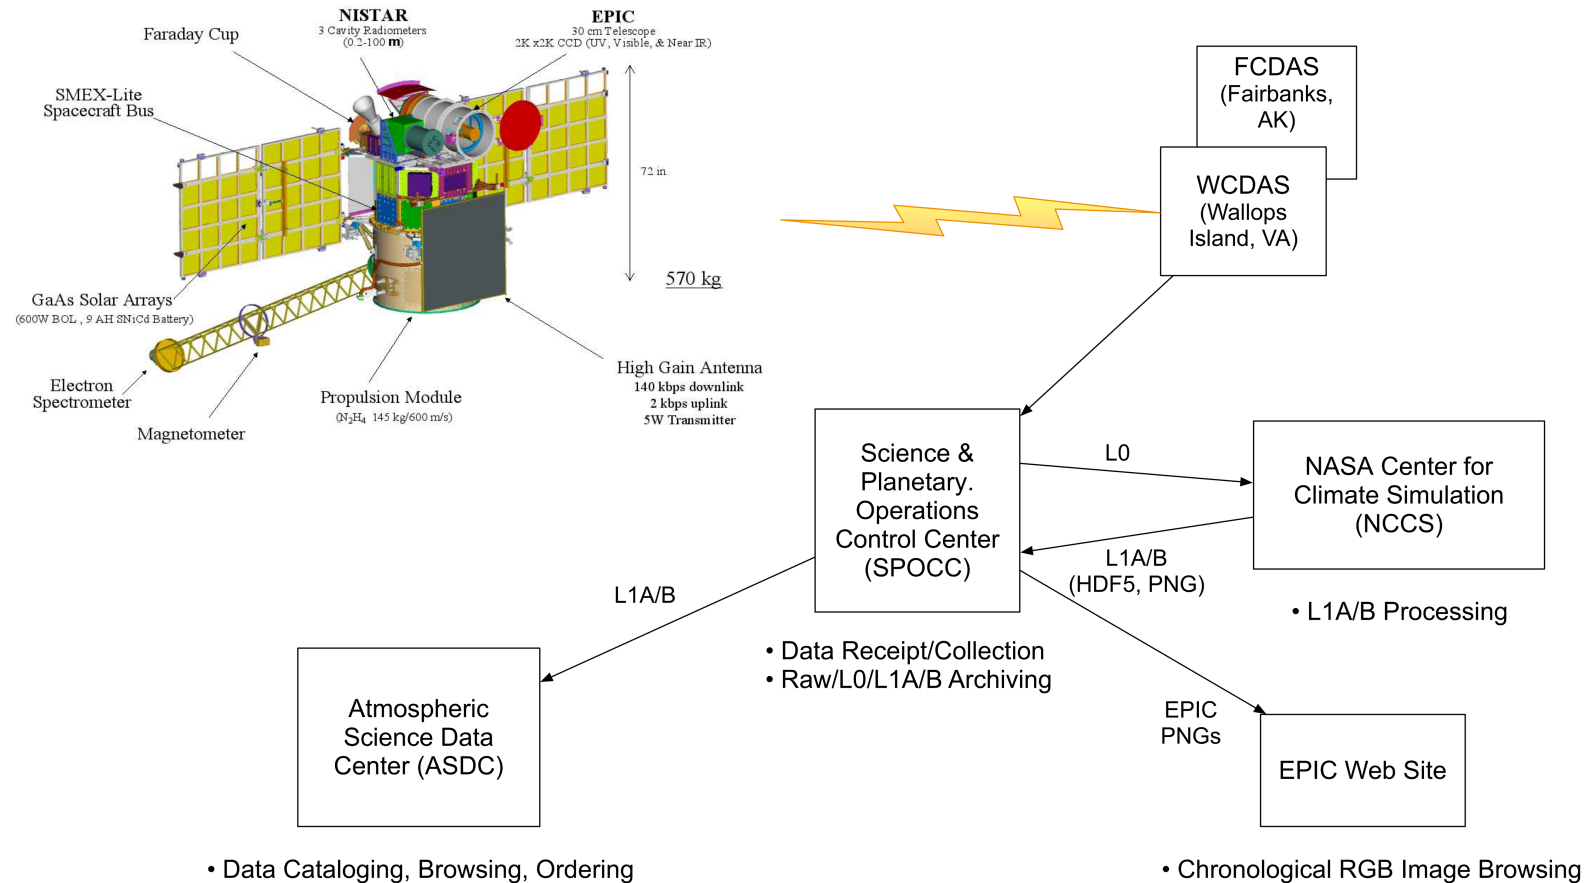 NISTAR
3 Cavity Radiometers
(0.2-100 m)
EPIC
30 cm Telescope
2K x2K CCD (UV, Visible, & Near IR)
Faraday Cup
SMEX-Lite
Spacecraft Bus
72 in.
570 kg
GaAs Solar Arrays
(600W BOL , 9 AH SNiCd Battery)
Electron
Spectrometer
Magnetometer
Propulsion Module
(N₂H₄ 145 kg/600 m/s)
High Gain Antenna
140 kbps downlink
2 kbps uplink
5W Transmitter
FCDAS
(Fairbanks,
AK)
WCDAS
(Wallops
Island, VA)
Science &
Planetary.
Operations
Control Center
(SPOCC)
• Data Receipt/Collection
• Raw/L0/L1A/B Archiving
L0
NASA Center for
Climate Simulation
(NCCS)
• L1A/B Processing
L1A/B
(HDF5, PNG)
L1A/B
Atmospheric
Science Data
Center (ASDC)
• Data Cataloging, Browsing, Ordering
EPIC
PNGs
EPIC Web Site
• Chronological RGB Image Browsing